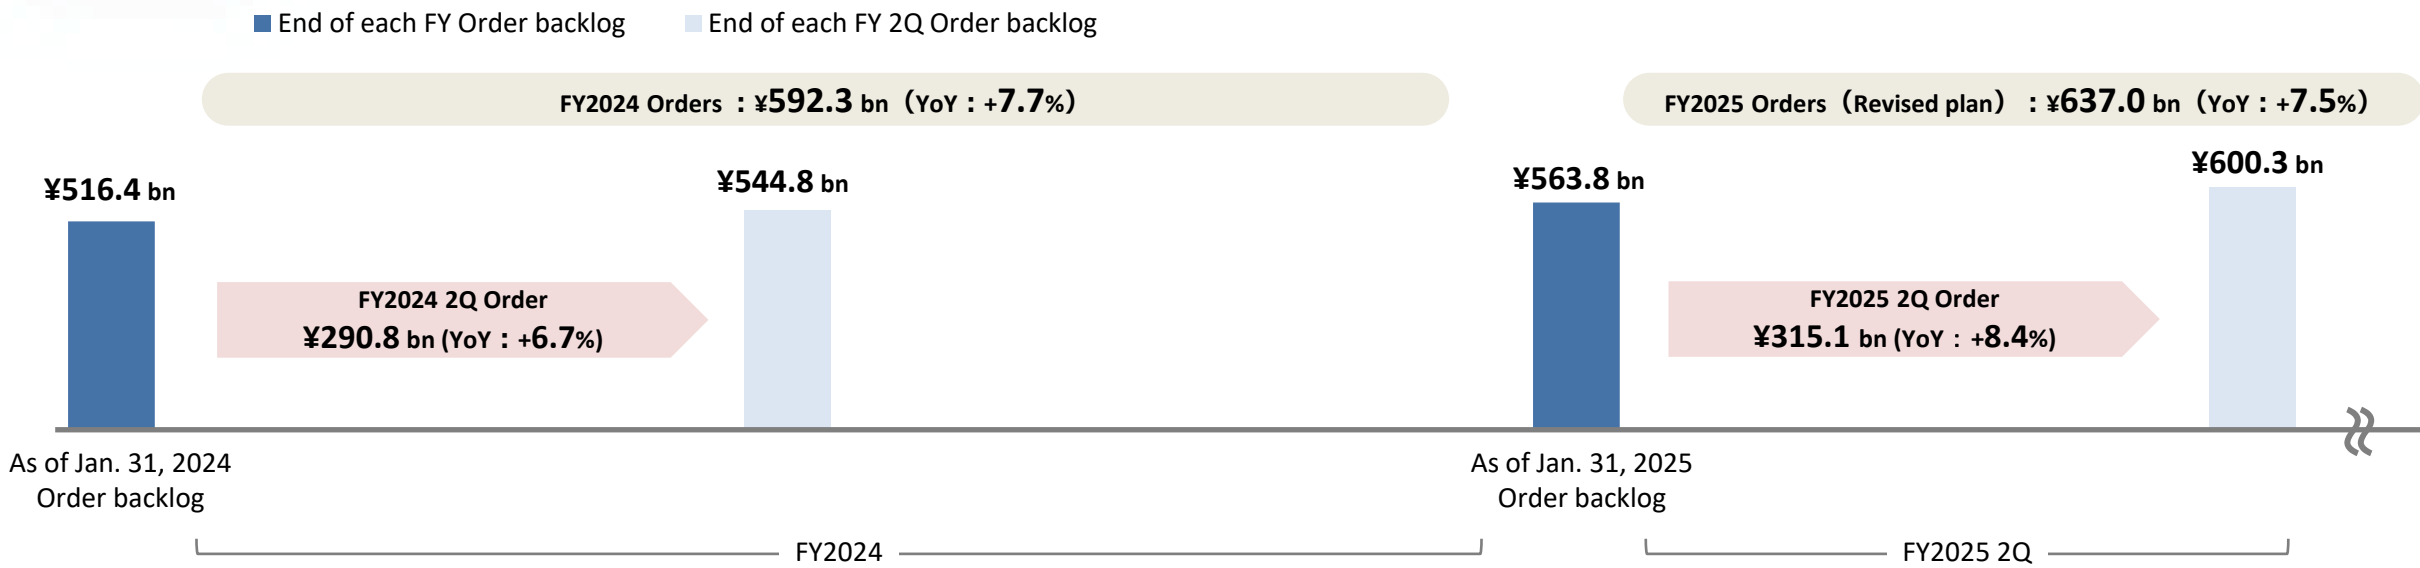 End of each FY Order backlog
End of each FY 2Q Order backlog
FY2024 Orders：¥592.3 bn（YoY：+7.7%）
FY2025 Orders（Revised plan）：¥637.0 bn（YoY：+7.5%）
¥516.4 bn
¥544.8 bn
¥563.8 bn
¥600.3 bn
FY2024 2Q Order
¥290.8 bn (YoY：+6.7%)
FY2025 2Q Order
¥315.1 bn (YoY：+8.4%)
As of Jan. 31, 2024
Order backlog
As of Jan. 31, 2025
Order backlog
FY2024
FY2025 2Q